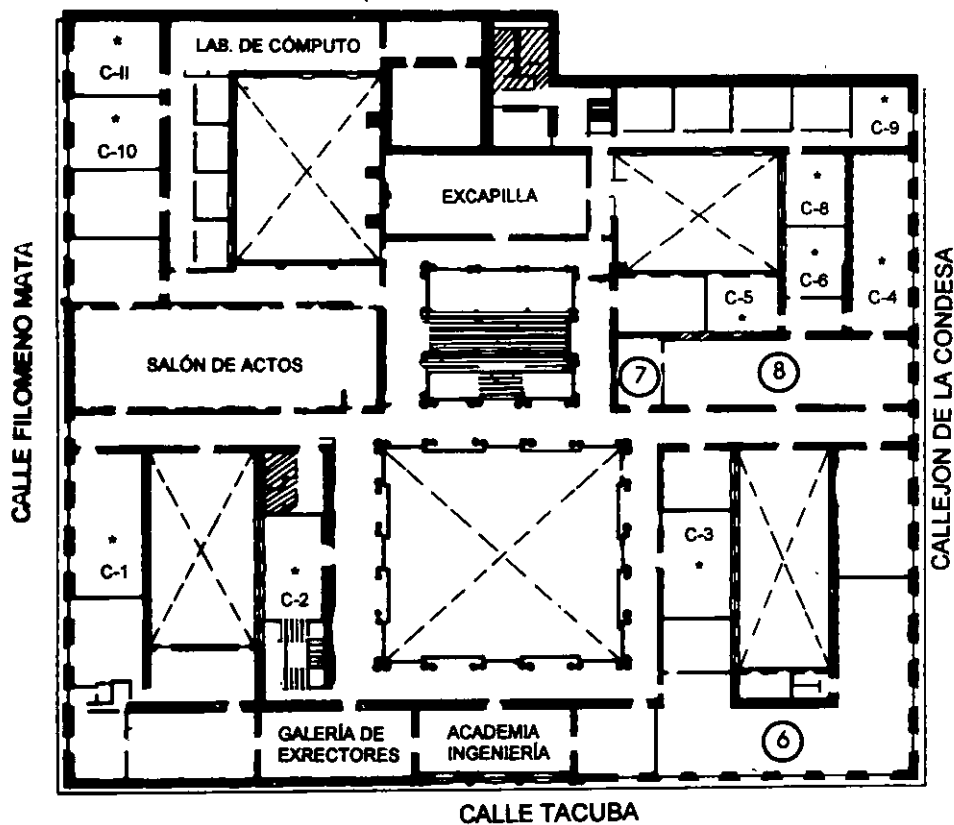 LAB. DE CÓMPUTO
*
C-II
*
C-10
*
C-9
EXCAPILLA
*
C-8
*
C-6
*
C-4
C-5
*
CALLE FILOMENO MATA
SALÓN DE ACTOS
7
8
CALLEJON DE LA CONDESA
*
C-1
*
C-2
C-3
*
GALERÍA DE
EXRECTORES
ACADEMIA
INGENIERÍA
6
CALLE TACUBA